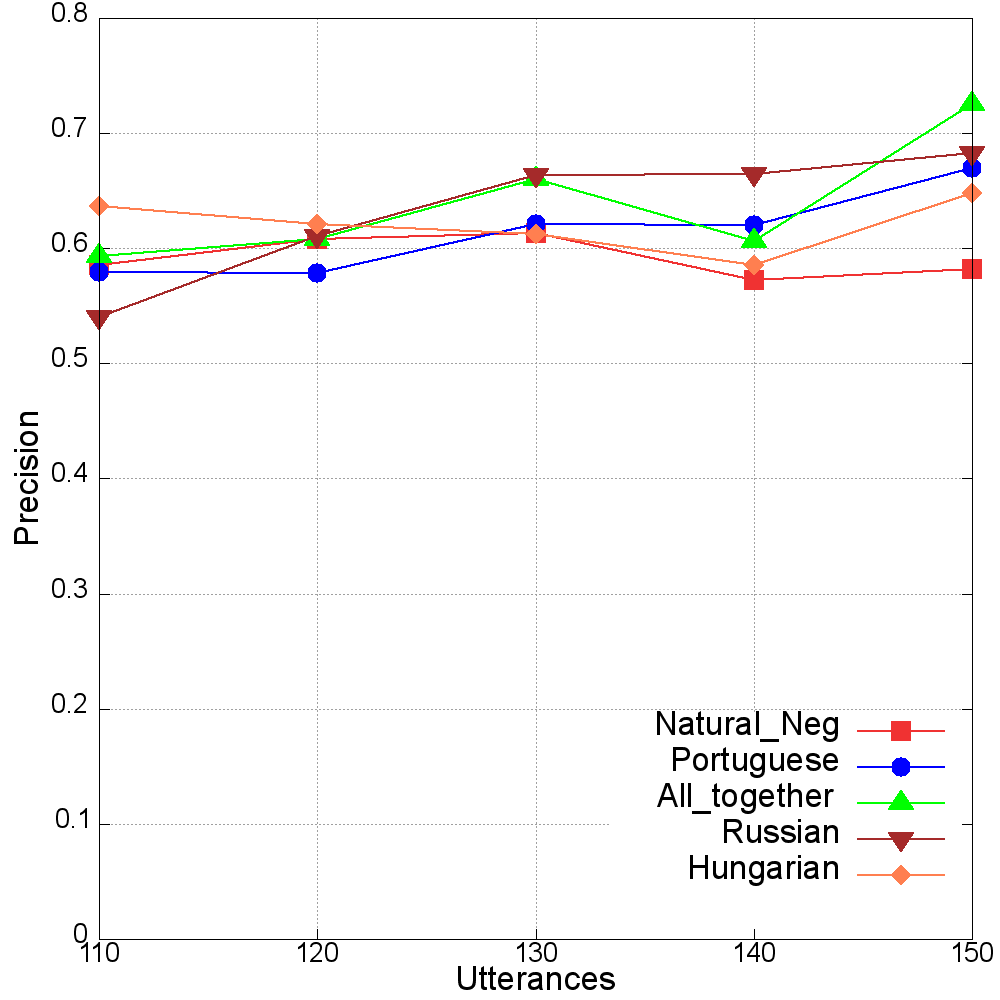 0.8
0.7
0.6
0.5
0.4
0.3
0.2
0.1
0
Precision
110 120 130 140 150
Utterances
Natural_Neg
Portuguese
All_together
Russian
Hungarian